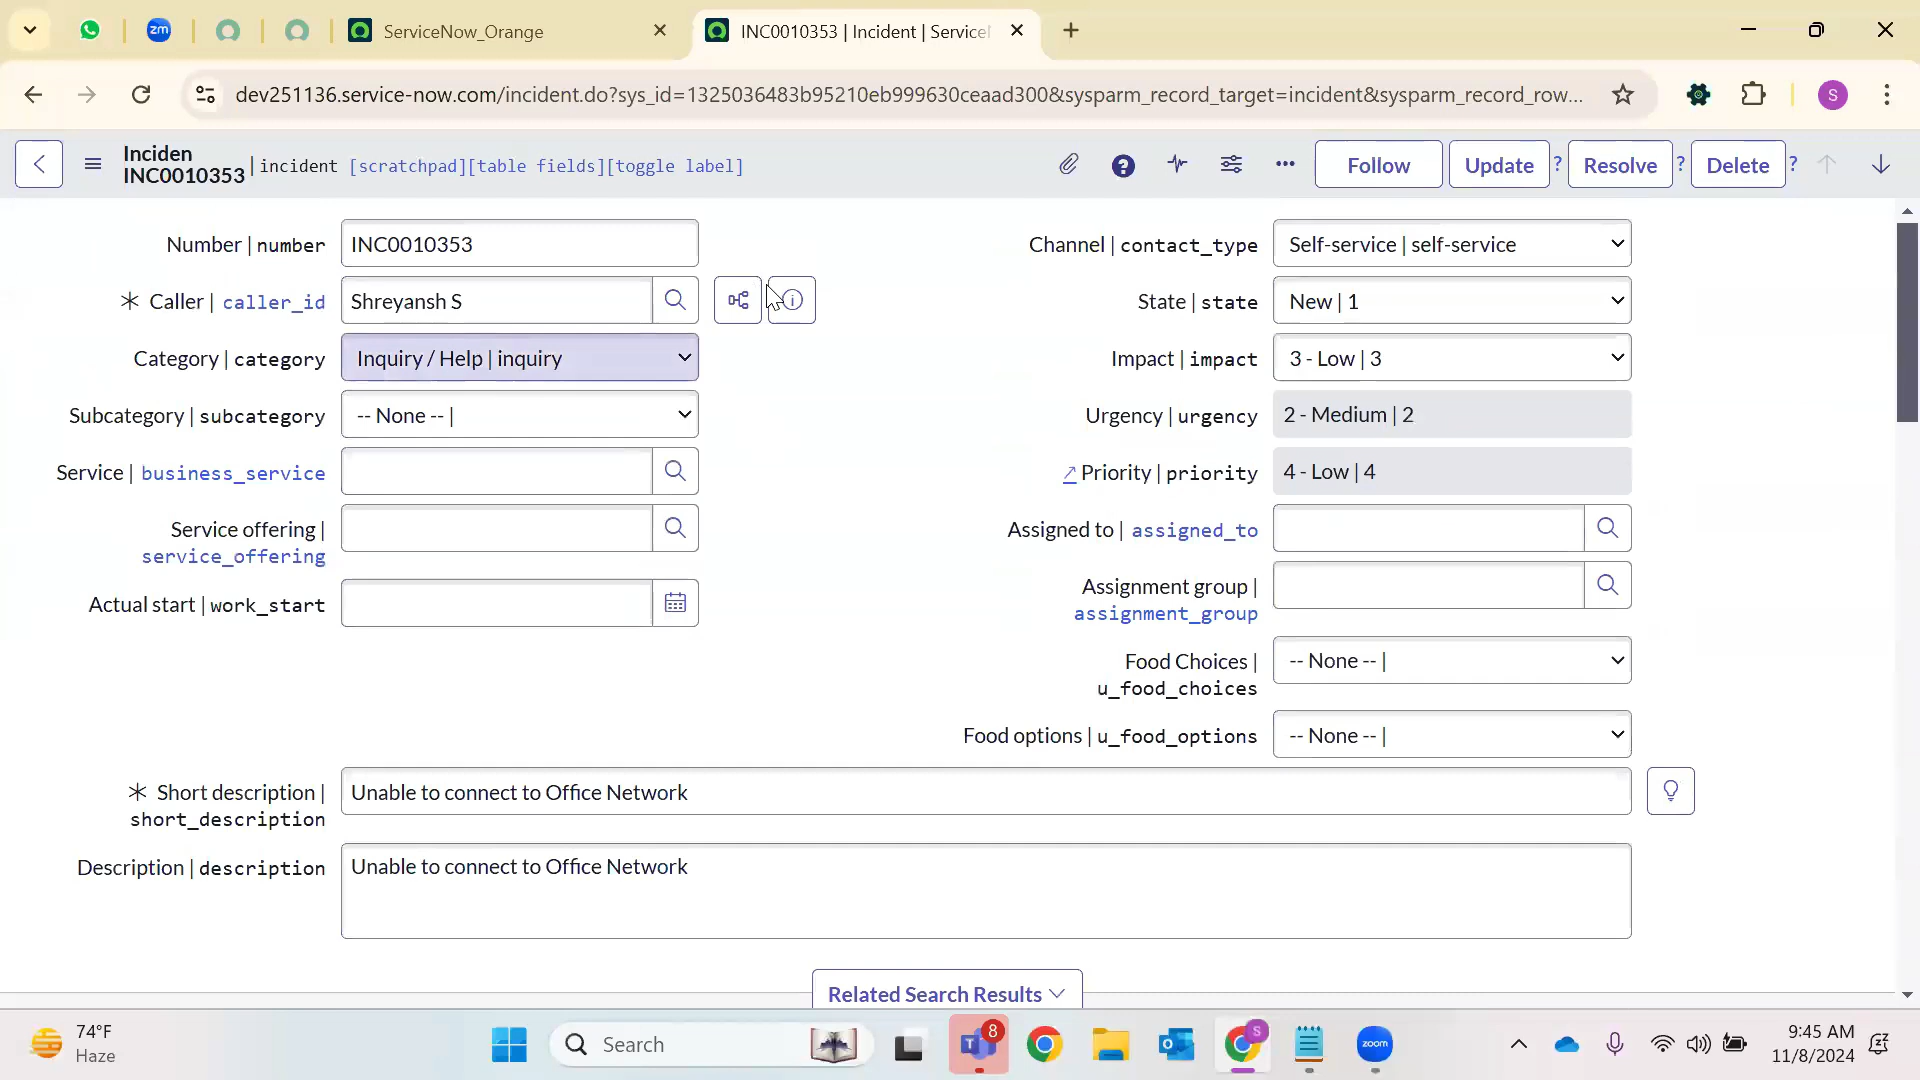 ServiceNow_Orange
INC0010353 | Incident | Service
dev251136.service-now.com/incident.do?sys_id=1325036483b95210eb999630ceaad300&sysparm_record_target=incident&sysparm_record_row...
S
zm
Inciden
INC0010353 | incident [scratchpad][table fields][toggle label]
Follow
Update
?
Resolve
?
Delete
?
Number | number
INC0010353
Caller | caller_id
Shreyansh S
Category | category
Inquiry / Help | inquiry
Subcategory | subcategory
-- None -- |
Service | business_service
Service offering |
service_offering
Actual start | work_start
Channel | contact_type
Self-service | self-service
State | state
New | 1
Impact | impact
3 - Low | 3
Urgency | urgency
2 - Medium | 2
Priority | priority
4 - Low | 4
Assigned to | assigned_to
Assignment group |
assignment_group
Food Choices |
u_food_choices
-- None -- |
Food options | u_food_options
-- None -- |
Short description |
short_description
Unable to connect to Office Network
Description | description
Unable to connect to Office Network
Related Search Results
74°F
Haze
Search
8
S
zoom
9:45 AM
11/8/2024